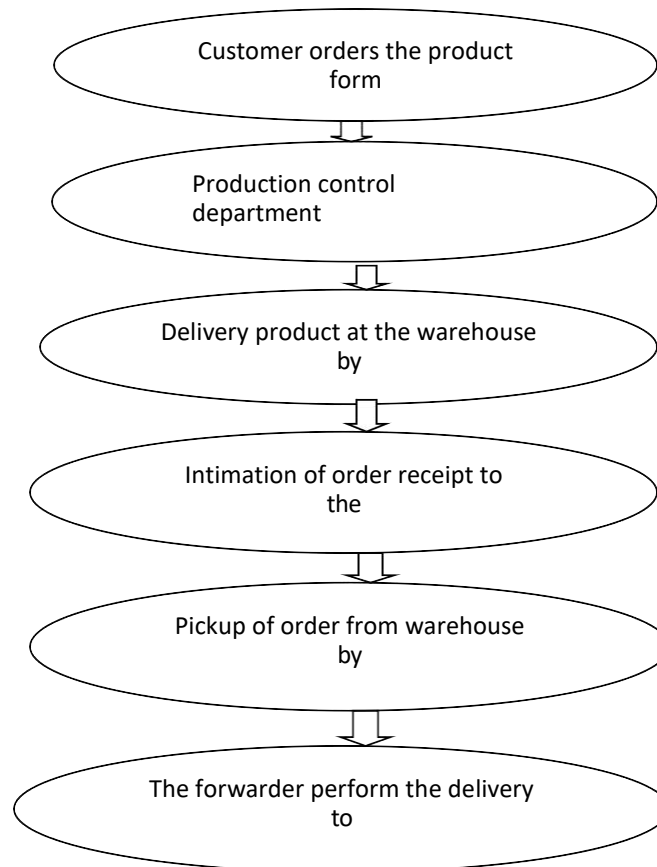 Customer orders the product
form
Production control
department
Delivery product at the warehouse
by
Intimation of order receipt to
the
Pickup of order from warehouse
by
The forwarder perform the delivery
to